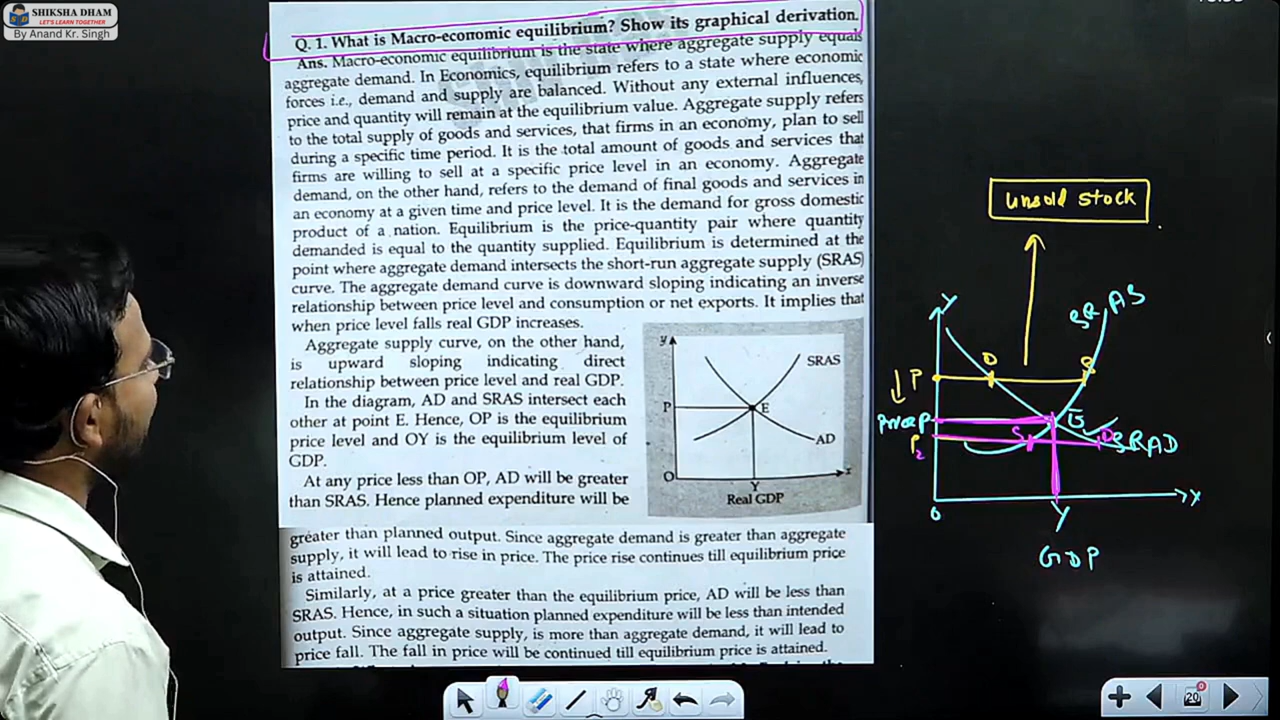 SHIKSHA DHAM
LET'S LEARN TOGETHER
By Anand Kr. Singh
Q. 1. What is Macro-economic equilibrium? Show its graphical derivation.
Ans. Macro-economic equilibrium is the state where aggregate supply equals
aggregate demand. In Economics, equilibrium refers to a state where economic
forces i.e., demand and supply are balanced. Without any external influences,
price and quantity will remain at the equilibrium value. Aggregate supply refers
to the total supply of goods and services, that firms in an economy, plan to sell
during a specific time period. It is the total amount of goods and services that
firms are willing to sell at a specific price level in an economy. Aggregate
demand, on the other hand, refers to the demand of final goods and services in
an economy at a given time and price level. It is the demand for gross domestic
product of a nation. Equilibrium is the price-quantity pair where quantity
demanded is equal to the quantity supplied. Equilibrium is determined at the
point where aggregate demand intersects the short-run aggregate supply (SRAS)
curve. The aggregate demand curve is downward sloping indicating an inverse
relationship between price level and consumption or net exports. It implies that
when price level falls real GDP increases.
Aggregate supply curve, on the other hand,
is upward sloping indicating direct
relationship between price level and real GDP.
In the diagram, AD and SRAS intersect each
other at point E. Hence, OP is the equilibrium
price level and OY is the equilibrium level of
GDP.
At any price less than OP, AD will be greater
than SRAS. Hence planned expenditure will be
y
SRAS
P
E
AD
O
x
Y
Real GDP
greater than planned output. Since aggregate demand is greater than aggregate
supply, it will lead to rise in price. The price rise continues till equilibrium price
is attained.
Similarly, at a price greater than the equilibrium price, AD will be less than
SRAS. Hence, in such a situation planned expenditure will be less than intended
output. Since aggregate supply, is more than aggregate demand, it will lead to
price fall. The fall in price will be continued till equilibrium price is attained.
unsold stock
Y
SRAS
D
S
P
Price P
E
P2
S
D
SRAD
X
0
Y
GDP
20